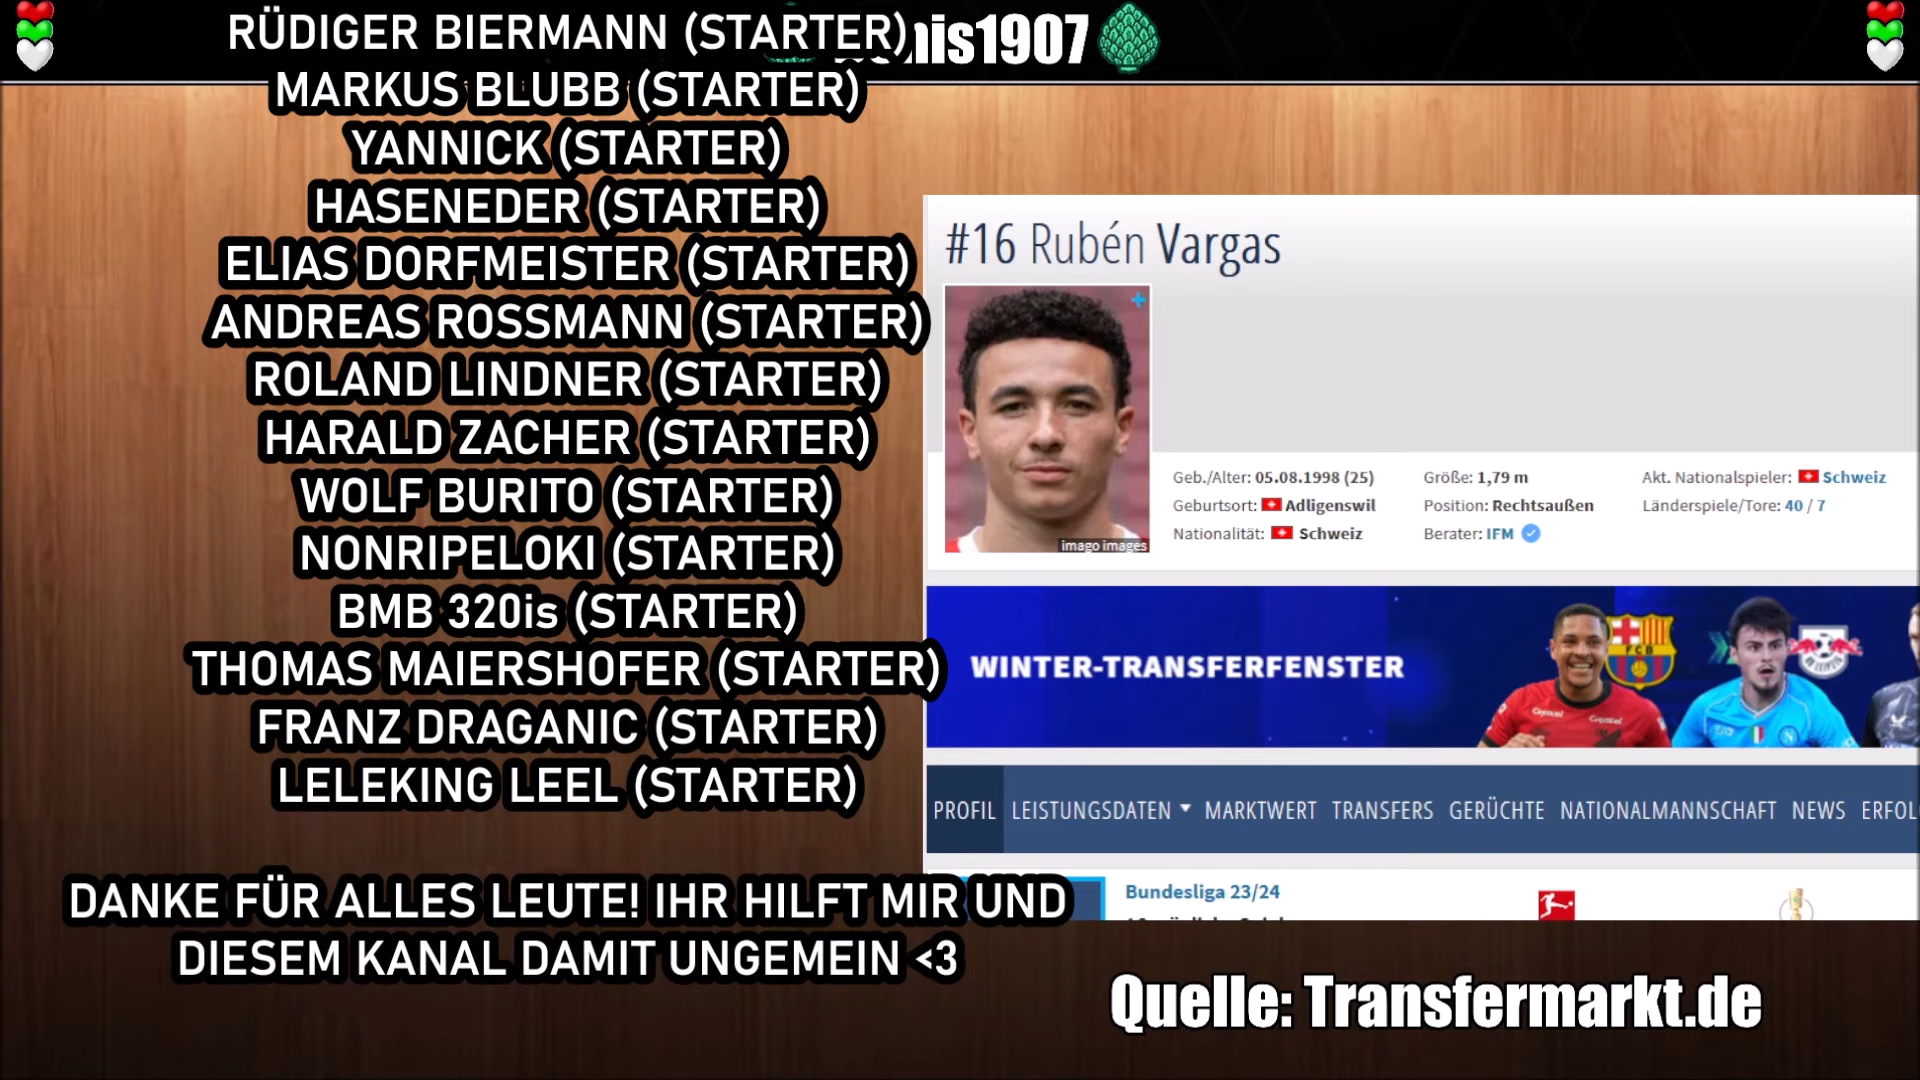 RÜDIGER BIERMANN (STARTER)
nis1907
MARKUS BLUBB (STARTER)
YANNICK (STARTER)
HASENEDER (STARTER)
ELIAS DORFMEISTER (STARTER)
ANDREAS ROSSMANN (STARTER)
ROLAND LINDNER (STARTER)
HARALD ZACHER (STARTER)
WOLF BURITO (STARTER)
NONRIPELOKI (STARTER)
BMB 320is (STARTER)
THOMAS MAIERSHOFER (STARTER)
FRANZ DRAGANIC (STARTER)
LELEKING LEEL (STARTER)
DANKE FÜR ALLES LEUTE! IHR HILFT MIR UND
DIESEM KANAL DAMIT UNGEMEIN <3
#16 Rubén Vargas
imago images
Geb./Alter: 05.08.1998 (25)
Geburtsort: Adligenswil
Nationalität: Schweiz
Größe: 1,79 m
Position: Rechtsaußen
Berater: IFM
Akt. Nationalspieler: Schweiz
Länderspiele/Tore: 40 / 7
WINTER-TRANSFERFENSTER
FCB
PROFIL LEISTUNGSDATEN MARKTWERT TRANSFERS GERÜCHTE NATIONALMANNSCHAFT NEWS ERFOL
Bundesliga 23/24
Quelle: Transfermarkt.de